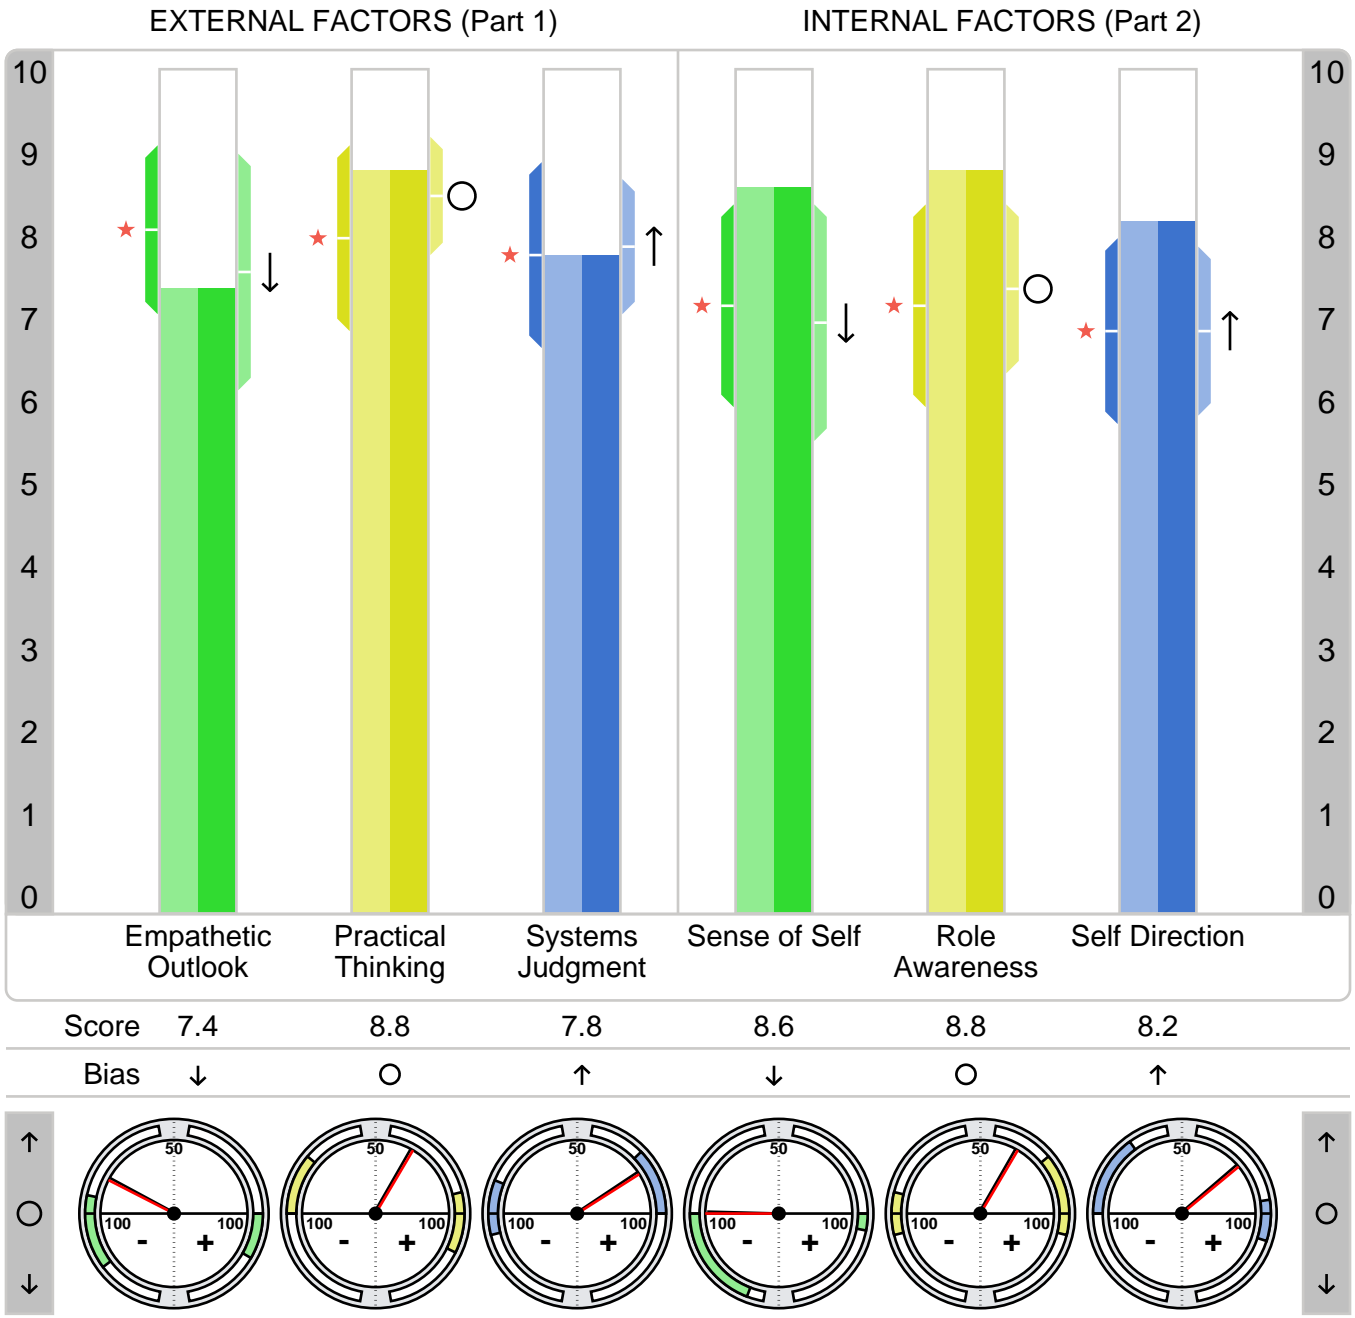 EXTERNAL FACTORS (Part 1) INTERNAL FACTORS (Part 2)
10 10
9 9
8 8
7 7
6 6
5 5
4 4
3 3
2 2
1 1
0 0
Empathetic Practical Systems Sense of Self Role Self Direction
Outlook Thinking Judgment Awareness
Score 7.4 8.8 7.8 8.6 8.8 8.2
Bias ↓ O ↑ ↓ O ↑
↑ 50 50 50 50 50 50 ↑
O 100 100 100 100 100 100 100 100 100 100 100 100 O
- + - + - + - + - + - +
↓ ↓